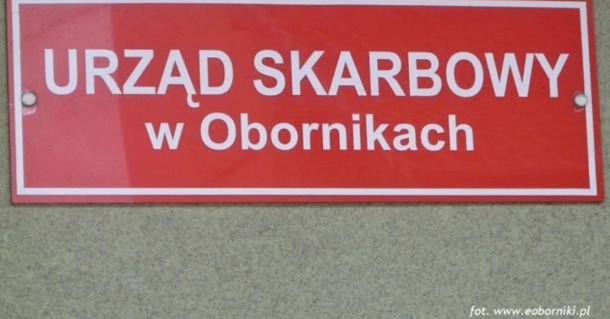 URZĄD SKARBOWY
w Obornikach
fot. www.eoborniki.pl